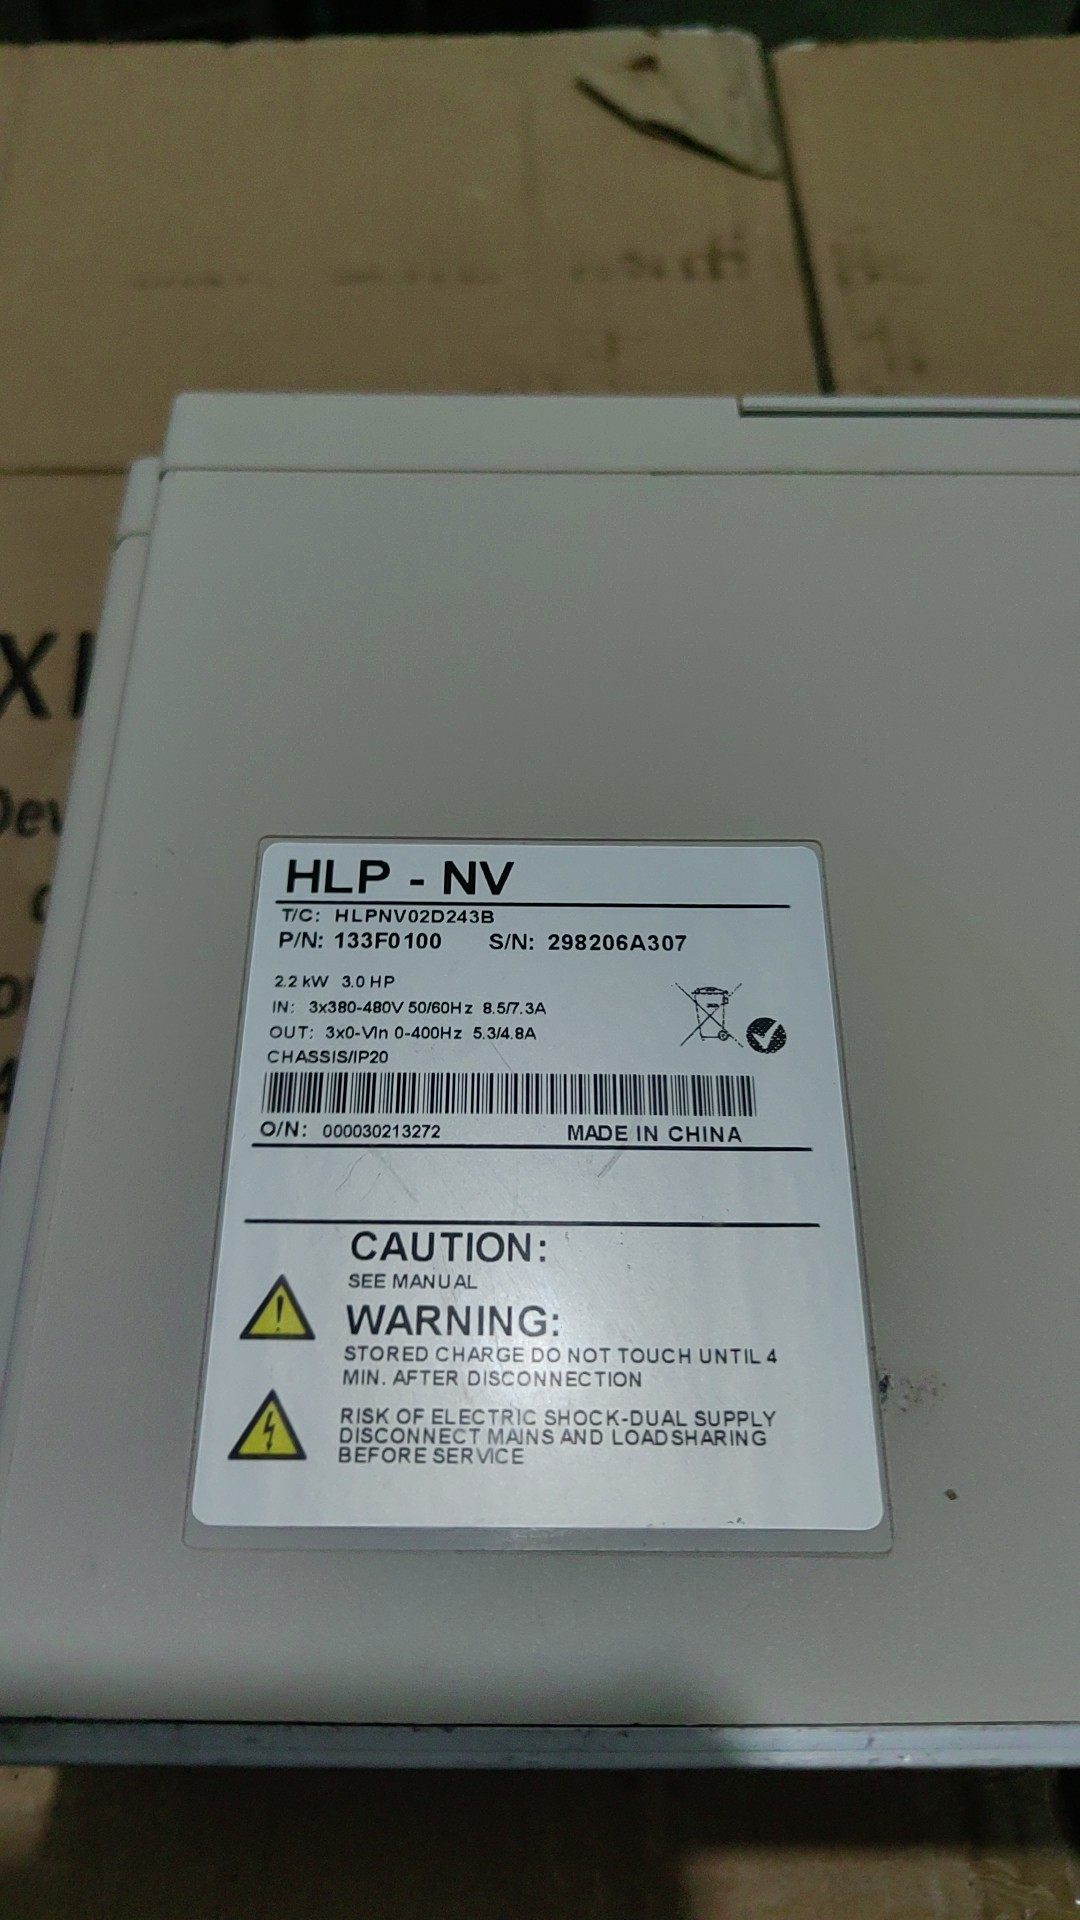 HLP - NV
T/C: HLPNV02D243B
P/N: 133F0100 S/N: 298206A307
2.2 kW 3.0 HP
IN: 3x380-480V 50/60Hz 8.5/7.3A
OUT: 3x0-Vin 0-400Hz 5.3/4.8A
CHASSIS/IP20
O/N: 000030213272 MADE IN CHINA
CAUTION:
SEE MANUAL
WARNING:
STORED CHARGE DO NOT TOUCH UNTIL 4
MIN. AFTER DISCONNECTION
RISK OF ELECTRIC SHOCK-DUAL SUPPLY
DISCONNECT MAINS AND LOADSHARING
BEFORE SERVICE